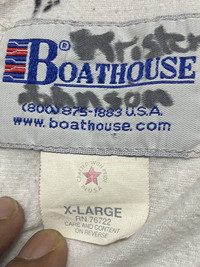 Kristen
® BOATHOUSE
Johnson
(800) 875-1883 U.S.A.
www.boathouse.com
X-LARGE
RN 76722
CARE AND CONTENT
ON REVERSE